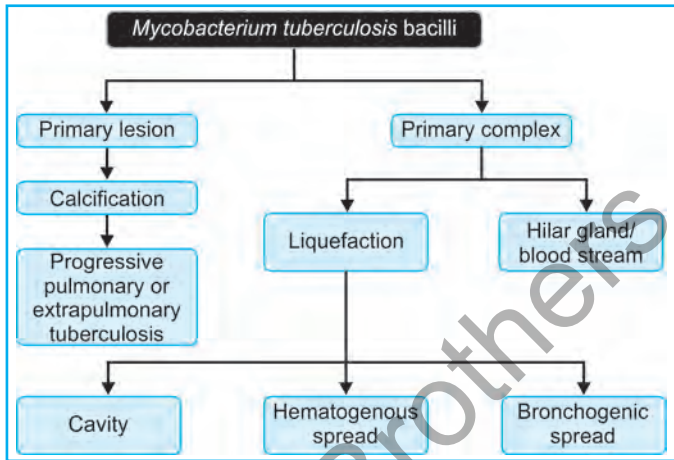 Mycobacterium tuberculosis bacilli
Primary lesion
Primary complex
Calcification
Liquefaction
Hilar gland/
blood stream
Progressive
pulmonary or
extrapulmonary
tuberculosis
Cavity
Hematogenous
spread
Bronchogenic
spread
Brothers